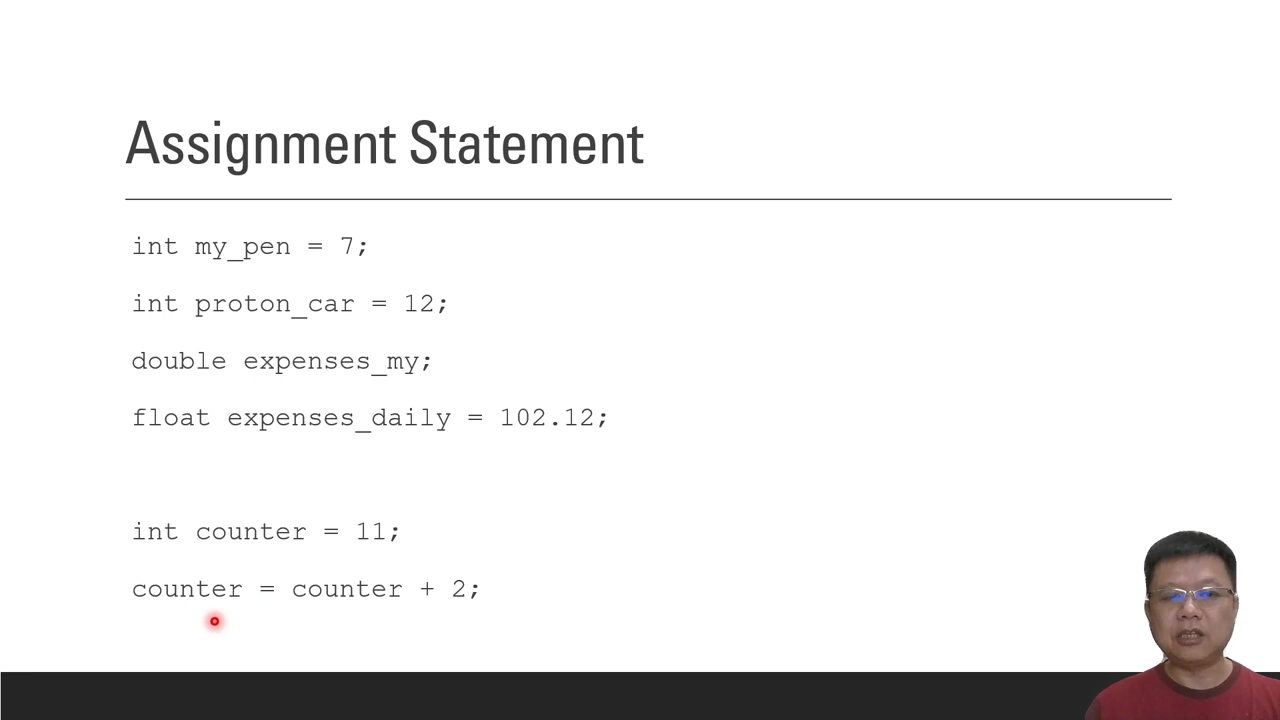 Assignment Statement
int my_pen = 7;
int proton_car = 12;
double expenses_my;
float expenses_daily = 102.12;
int counter = 11;
counter = counter + 2;